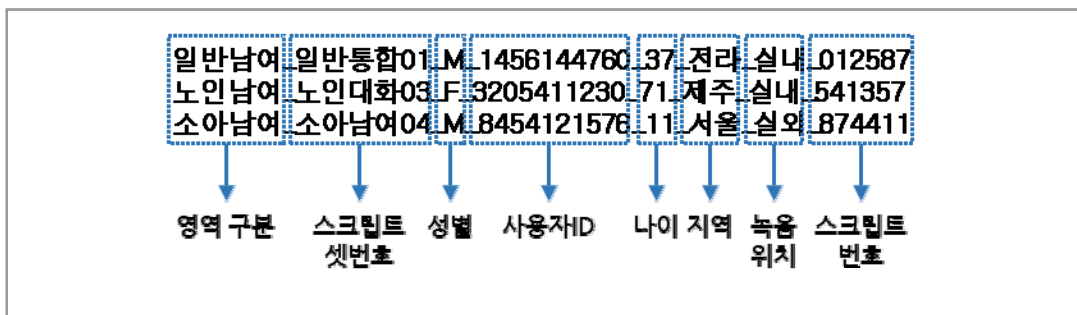 일반남여_일반통합01_M_1456144760_37_전라_실내_012587
노인남여_노인대화03_F_3205411230_71_제주_실내_541357
소아남여_소아남여04_M_8454121576_11_서울_실외_874411
영역 구분 스크립트 성별 사용자ID 나이 지역 녹음 스크립트
셋번호 위치 번호